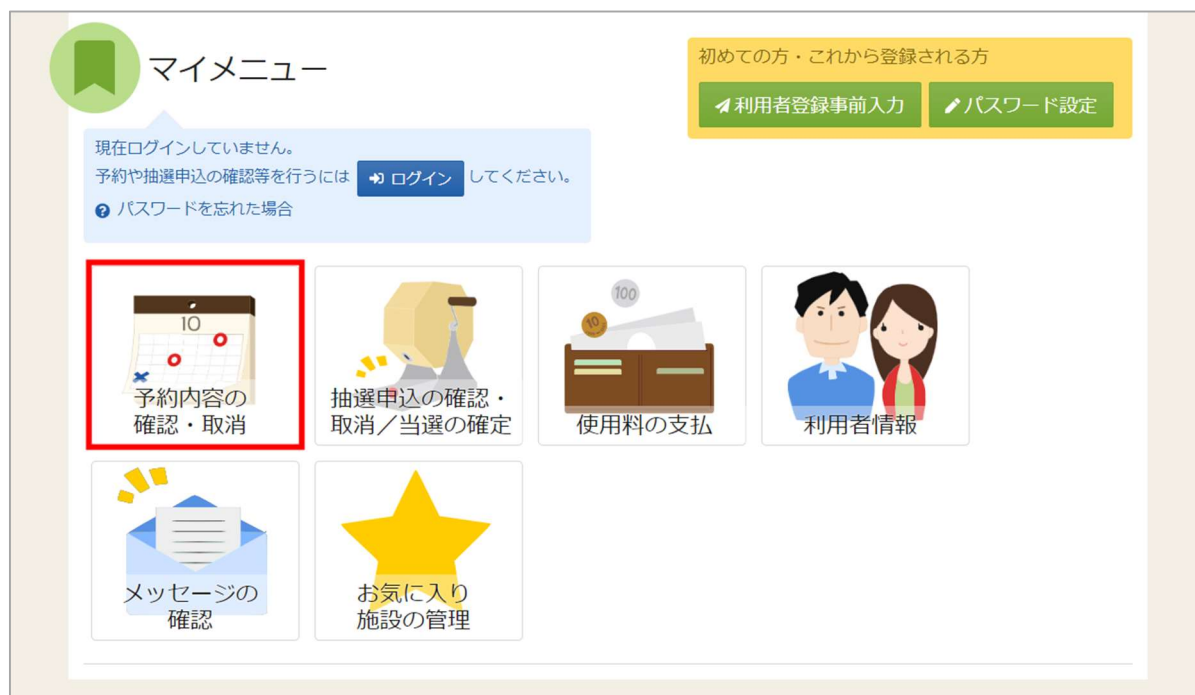 マイメニュー
初めての方・これから登録される方
利用者登録事前入力
パスワード設定
現在ログインしていません。
予約や抽選申込の確認等を行うには ログイン してください。
パスワードを忘れた場合
10
予約内容の
確認・取消
抽選申込の確認・
取消／当選の確定
100
10
使用料の支払
利用者情報
メッセージの
確認
お気に入り
施設の管理